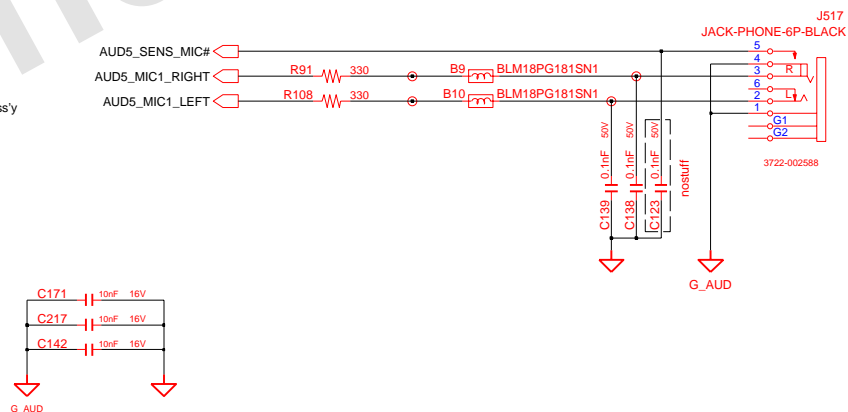 J517
JACK-PHONE-6P-BLACK
AUD5_SENS_MIC#
5
4
AUD5_MIC1_RIGHT
R91
330
B9
BLM18PG181SN1
3
R
6
AUD5_MIC1_LEFT
R108
330
B10
BLM18PG181SN1
2
L
1
ss'y
G1
G2
3722-002588
C139
0.1nF
50V
C138
0.1nF
50V
C123
0.1nF
50V
nostuff
G_AUD
C171
10nF
16V
C217
10nF
16V
C142
10nF
16V
G_AUD